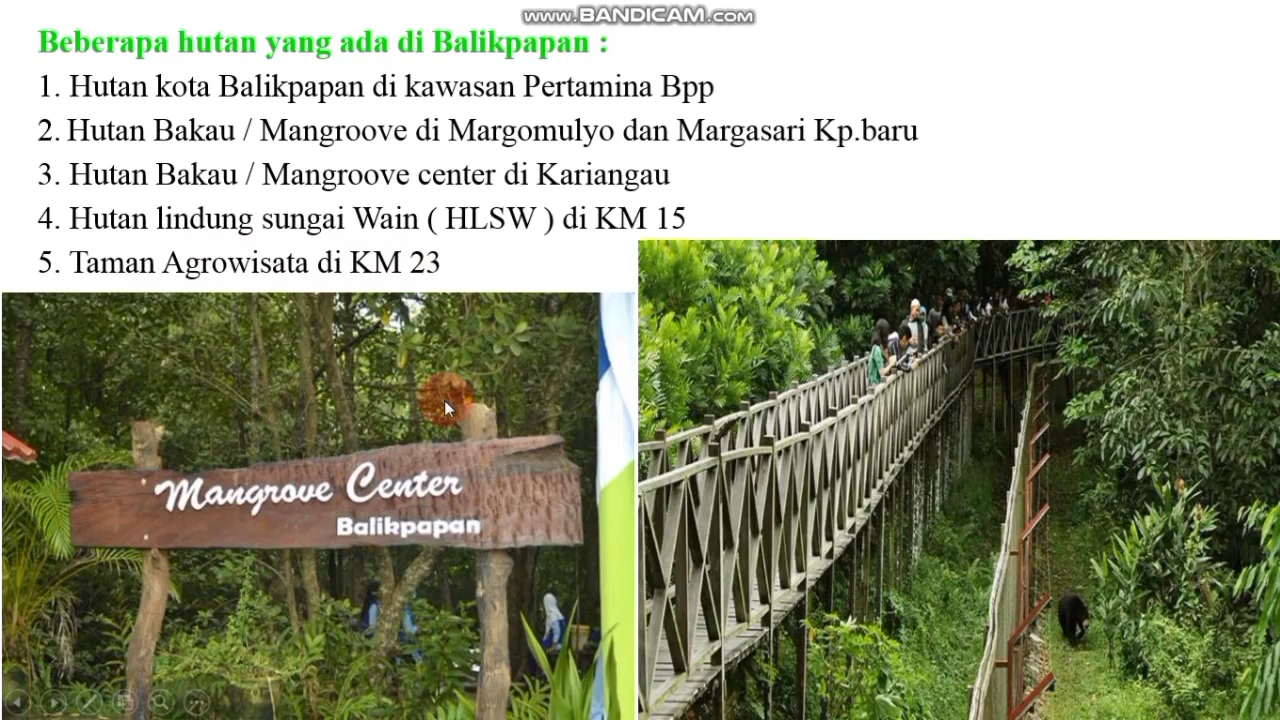 www.BANDICAM.com
Beberapa hutan yang ada di Balikpapan :
1. Hutan kota Balikpapan di kawasan Pertamina Bpp
2. Hutan Bakau / Mangroove di Margomulyo dan Margasari Kp.baru
3. Hutan Bakau / Mangroove center di Kariangau
4. Hutan lindung sungai Wain ( HLSW ) di KM 15
5. Taman Agrowisata di KM 23
Mangrove Center
Balikpapan